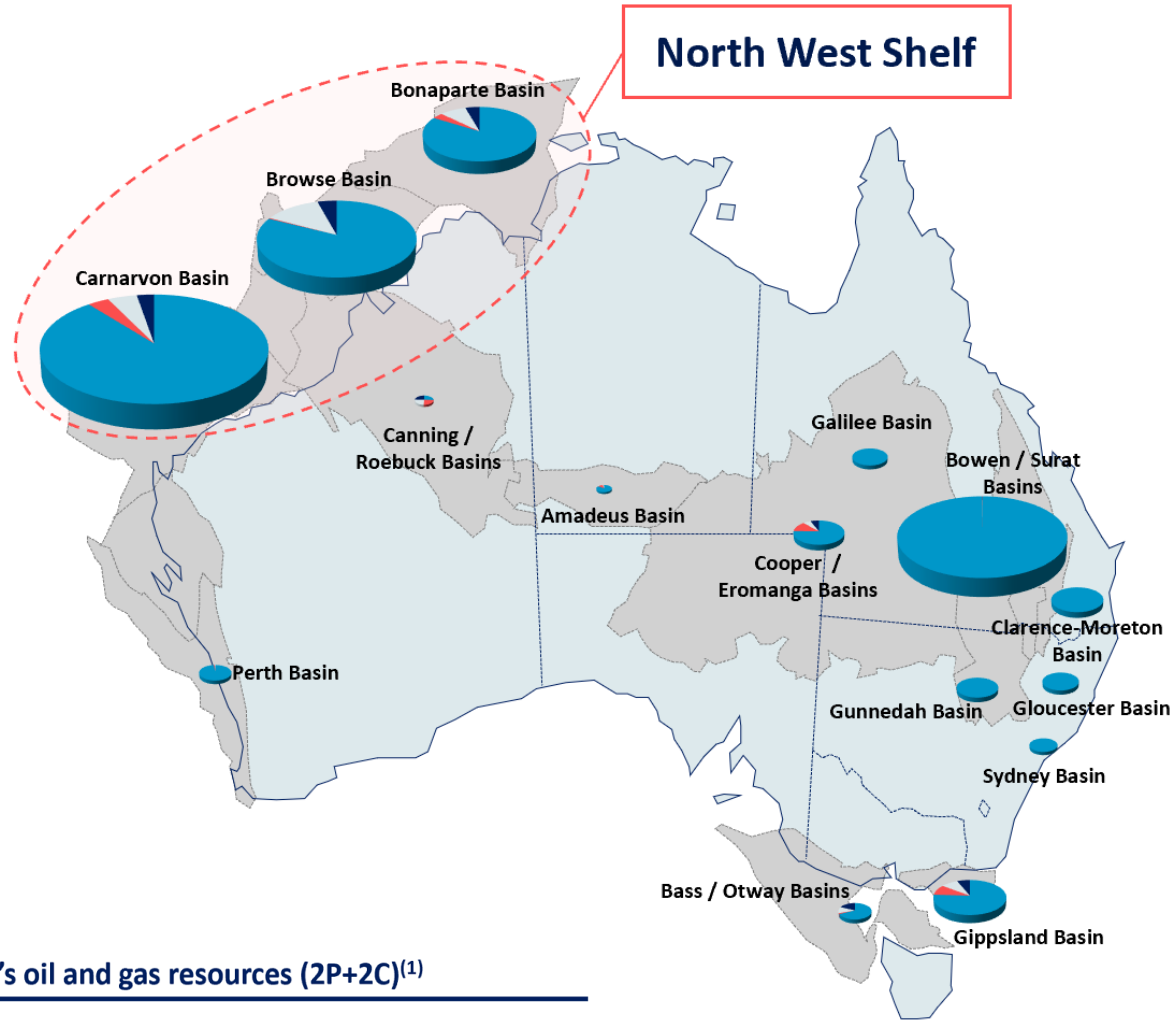 North West Shelf
Bonaparte Basin
Browse Basin
Carnarvon Basin
Canning /
Roebuck Basins
Amadeus Basin
Galilee Basin
Bowen / Surat
Basins
Cooper /
Eromanga Basins
Clarence-Moreton
Basin
Perth Basin
Gunnedah Basin
Gloucester Basin
Sydney Basin
Bass / Otway Basins
Gippsland Basin
's oil and gas resources (2P+2C)(1)